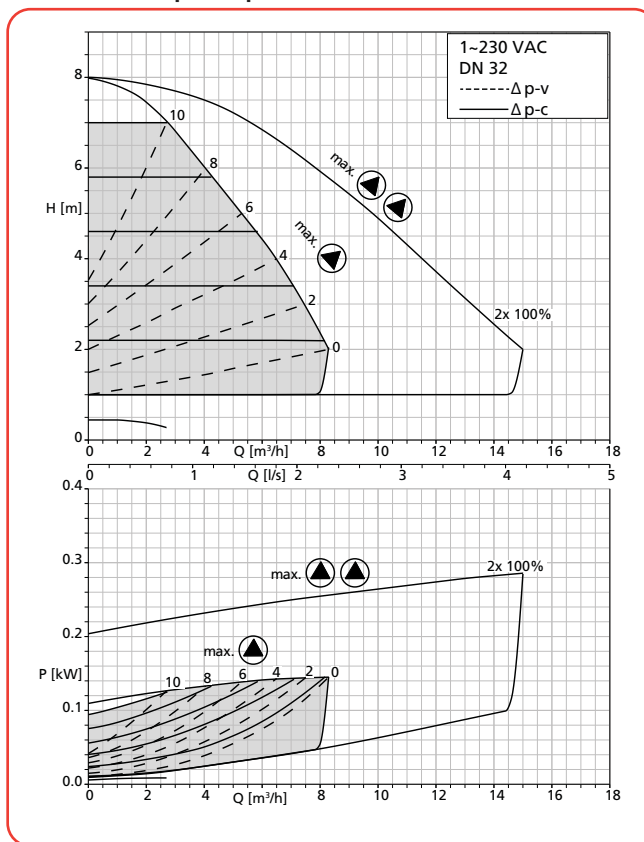 1~230 VAC
DN 32
Δ p-v
Δ p-c
8
6
H [m]
4
2
0
10
8
6
4
2
0
max.
max.
2x 100%
0 2 4 Q [m³/h] 8 10 12 14 16 18
0 1 Q [l/s] 2 3 4 5
0.4
0.3
0.2
P [kW]
0.1
0.0
max.
2x 100%
max.
10 8 6 4 2 0
0 2 4 Q [m³/h] 8 10 12 14 16 18